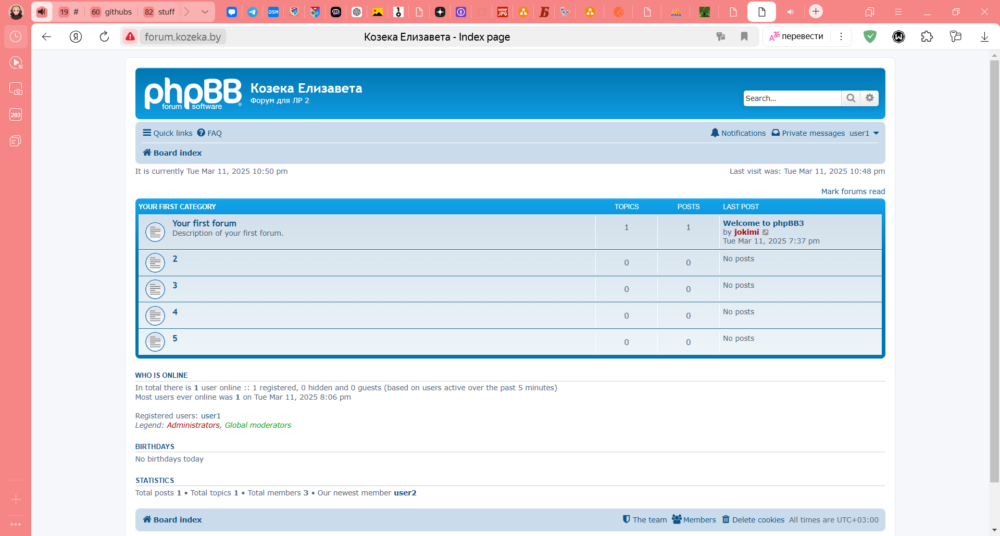 19 # 60 githubs 82 stuff
forum.kozeka.by Козека Елизавета - Index page перевести
203
phpBB
forum software
Козека Елизавета
Форум для ЛР 2
Search...
Quick links FAQ Notifications Private messages user1
Board index
It is currently Tue Mar 11, 2025 10:50 pm Last visit was: Tue Mar 11, 2025 10:48 pm
Mark forums read
YOUR FIRST CATEGORY TOPICS POSTS LAST POST
Your first forum
Description of your first forum.
1 1
Welcome to phpBB3
by jokimi
Tue Mar 11, 2025 7:37 pm
2 0 0 No posts
3 0 0 No posts
4 0 0 No posts
5 0 0 No posts
WHO IS ONLINE
In total there is 1 user online :: 1 registered, 0 hidden and 0 guests (based on users active over the past 5 minutes)
Most users ever online was 1 on Tue Mar 11, 2025 8:06 pm
Registered users: user1
Legend: Administrators, Global moderators
BIRTHDAYS
No birthdays today
STATISTICS
Total posts 1 • Total topics 1 • Total members 3 • Our newest member user2
Board index The team Members Delete cookies All times are UTC+03:00